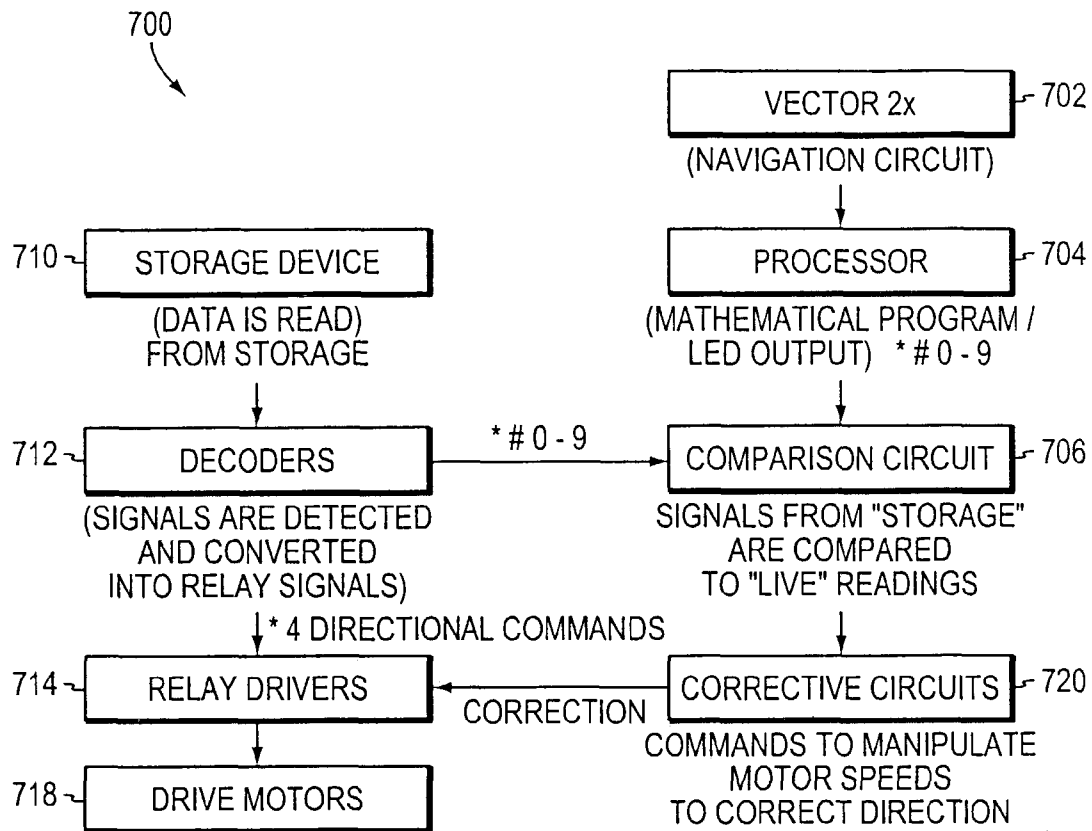 700
VECTOR 2x
702
(NAVIGATION CIRCUIT)
710
STORAGE DEVICE
PROCESSOR
704
(DATA IS READ)
FROM STORAGE
(MATHEMATICAL PROGRAM /
LED OUTPUT) * # 0 - 9
712
DECODERS
* # 0 - 9
COMPARISON CIRCUIT
706
(SIGNALS ARE DETECTED
AND CONVERTED
INTO RELAY SIGNALS)
SIGNALS FROM "STORAGE"
ARE COMPARED
TO "LIVE" READINGS
* 4 DIRECTIONAL COMMANDS
714
RELAY DRIVERS
CORRECTION
CORRECTIVE CIRCUITS
720
COMMANDS TO MANIPULATE
MOTOR SPEEDS
TO CORRECT DIRECTION
718
DRIVE MOTORS